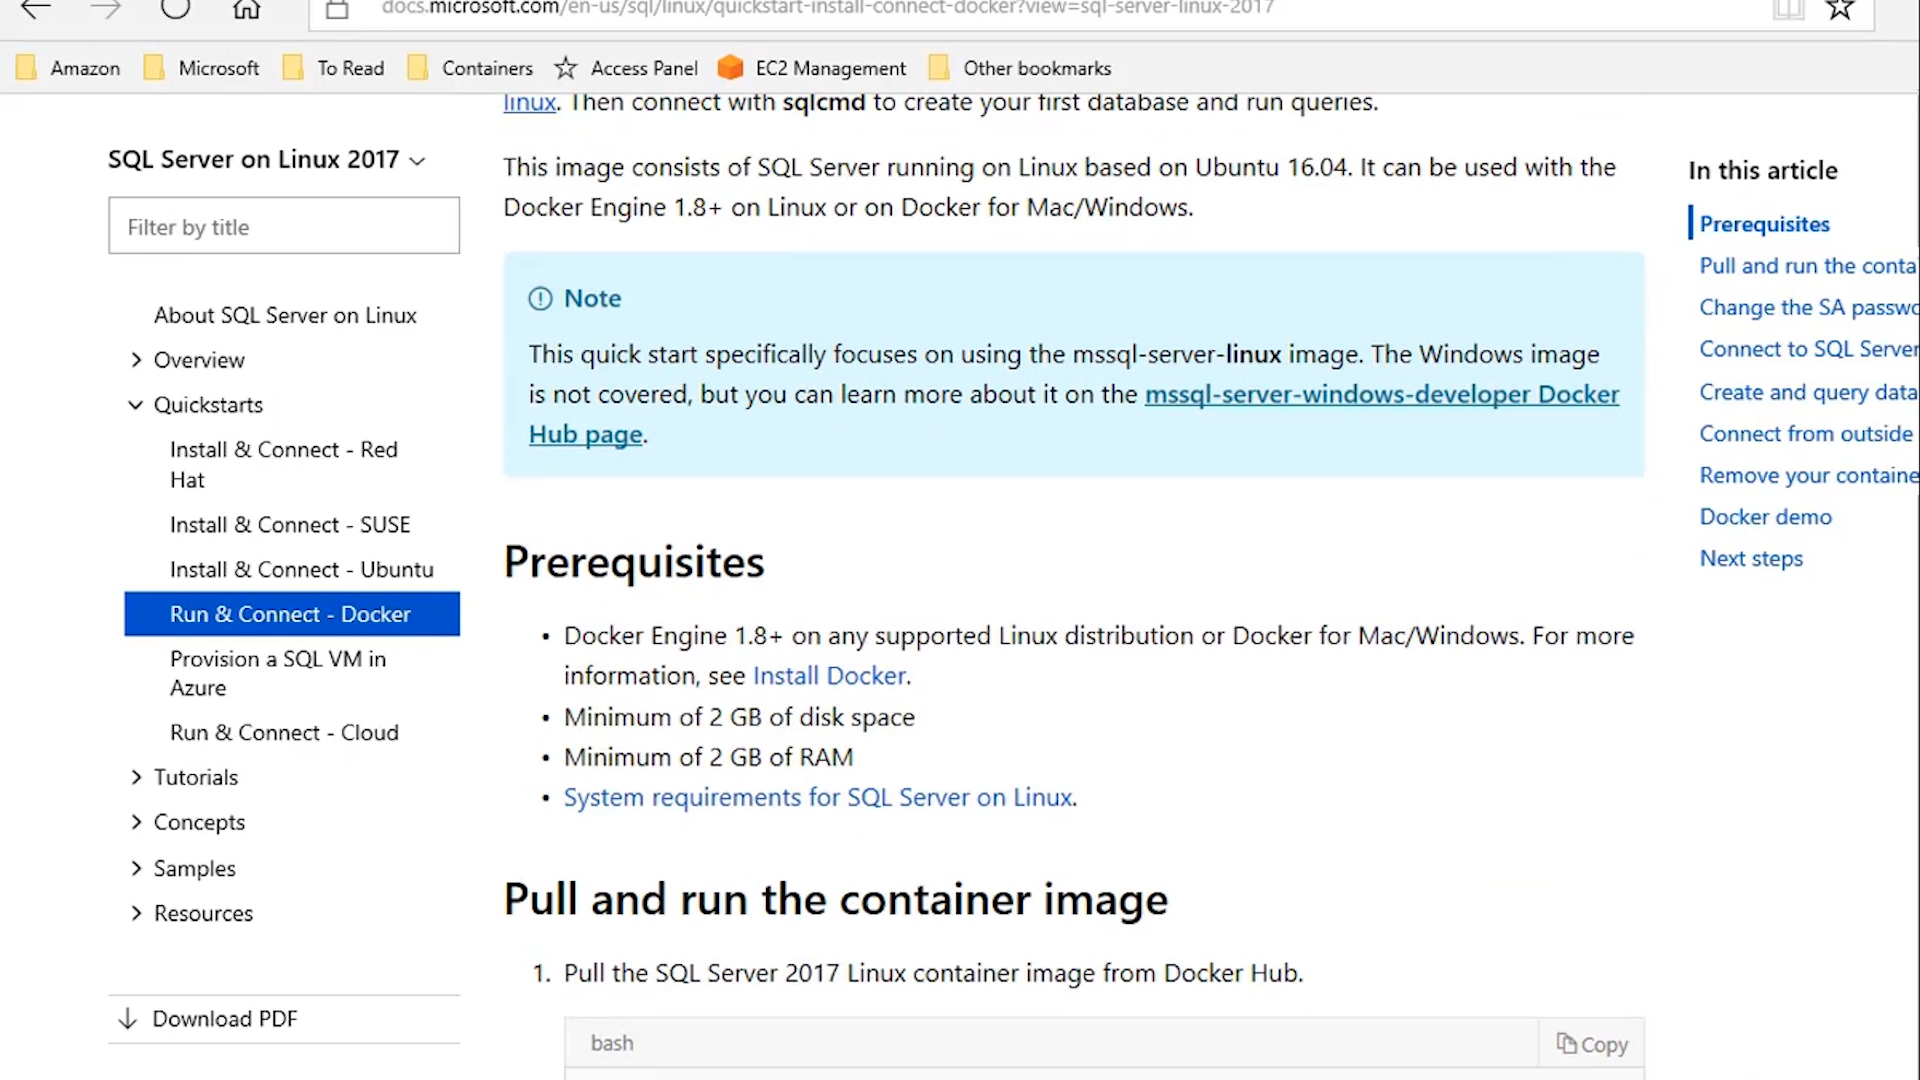 docs.microsoft.com/en-us/sql/linux/quickstart-install-connect-docker?view=sql-server-linux-2017
Amazon Microsoft To Read Containers Access Panel EC2 Management Other bookmarks
linux. Then connect with sqlcmd to create your first database and run queries.
SQL Server on Linux 2017
Filter by title
About SQL Server on Linux
Overview
Quickstarts
Install & Connect - Red
Hat
Install & Connect - SUSE
Install & Connect - Ubuntu
Run & Connect - Docker
Provision a SQL VM in
Azure
Run & Connect - Cloud
Tutorials
Concepts
Samples
Resources
Download PDF
This image consists of SQL Server running on Linux based on Ubuntu 16.04. It can be used with the
Docker Engine 1.8+ on Linux or on Docker for Mac/Windows.
Note
This quick start specifically focuses on using the mssql-server-linux image. The Windows image
is not covered, but you can learn more about it on the mssql-server-windows-developer Docker
Hub page.
Prerequisites
• Docker Engine 1.8+ on any supported Linux distribution or Docker for Mac/Windows. For more
information, see Install Docker.
• Minimum of 2 GB of disk space
• Minimum of 2 GB of RAM
• System requirements for SQL Server on Linux.
Pull and run the container image
1. Pull the SQL Server 2017 Linux container image from Docker Hub.
bash Copy
In this article
Prerequisites
Pull and run the conta
Change the SA passwo
Connect to SQL Server
Create and query data
Connect from outside
Remove your containe
Docker demo
Next steps